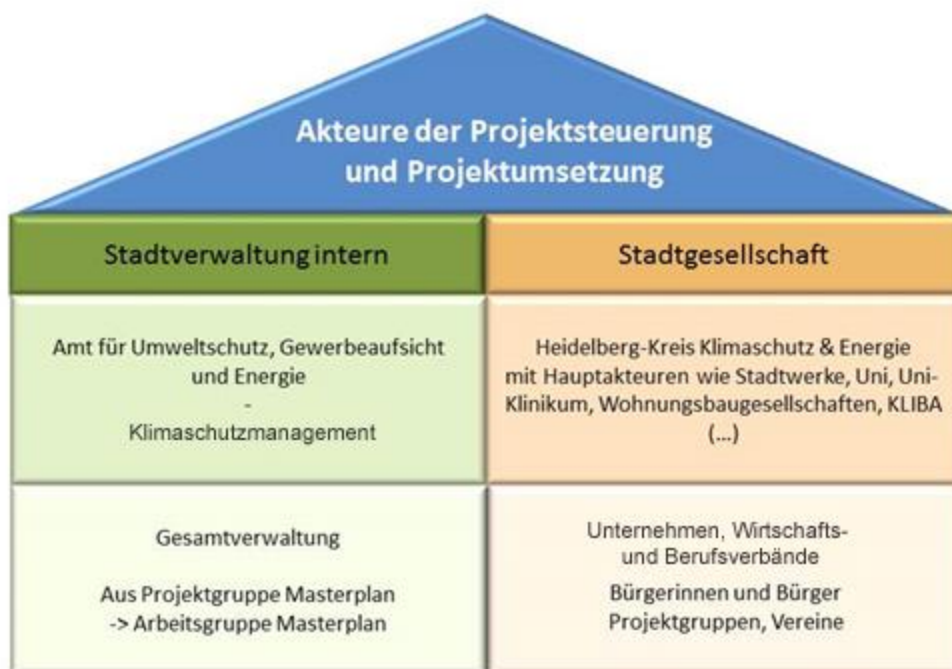 Akteure der Projektsteuerung
und Projektumsetzung
Stadtverwaltung intern
Stadtgesellschaft
Amt für Umweltschutz, Gewerbeaufsicht
und Energie
-
Klimaschutzmanagement
Heidelberg-Kreis Klimaschutz & Energie
mit Hauptakteuren wie Stadtwerke, Uni, Uni-
Klinikum, Wohnungsbaugesellschaften, KLIBA
(...)
Gesamtverwaltung
Aus Projektgruppe Masterplan
-> Arbeitsgruppe Masterplan
Unternehmen, Wirtschafts-
und Berufsverbände
Bürgerinnen und Bürger
Projektgruppen, Vereine